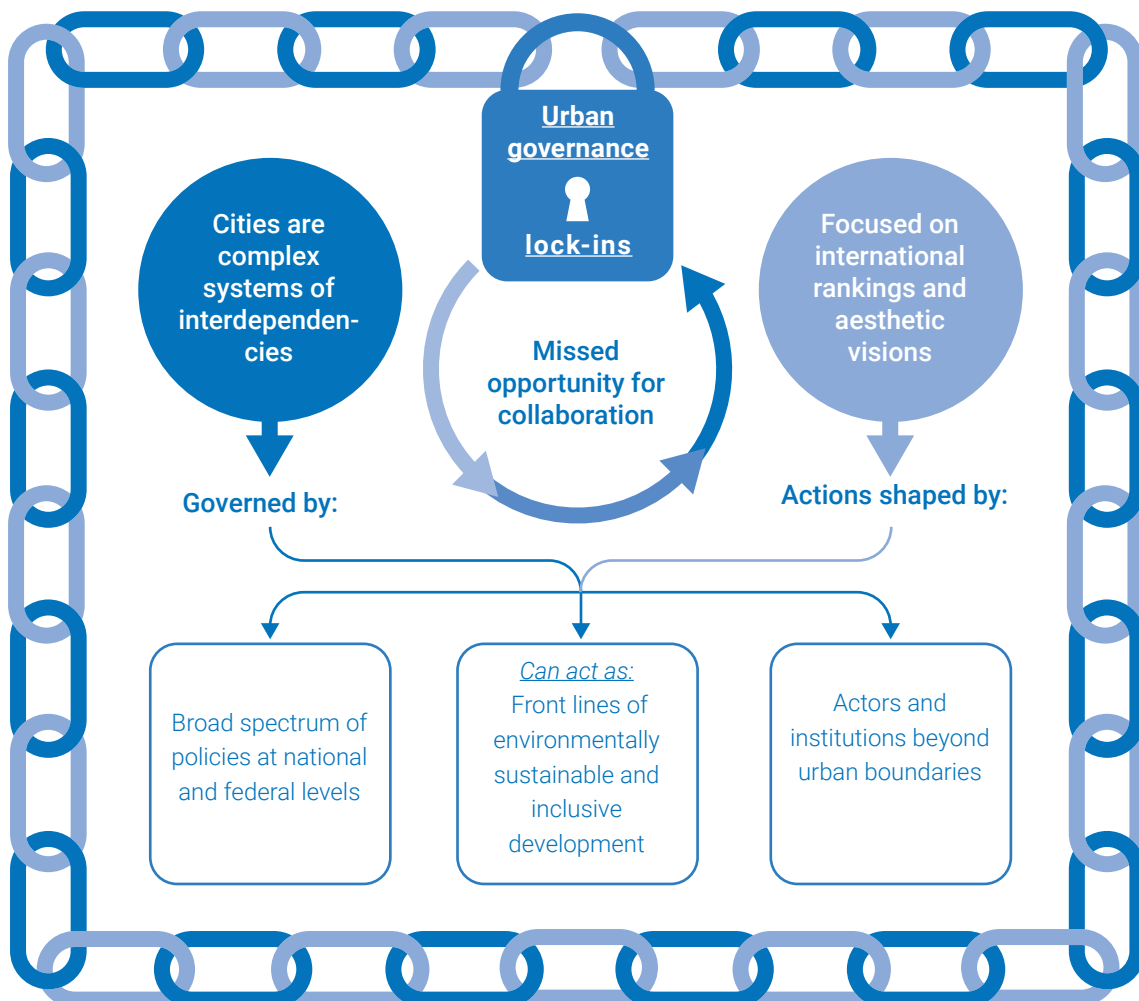 Urban
governance
lock-ins
Cities are
complex
systems of
interdependen-
cies
Focused on
international
rankings and
aesthetic
visions
Missed
opportunity for
collaboration
Governed by:
Actions shaped by:
Broad spectrum of
policies at national
and federal levels
Can act as:
Front lines of
environmentally
sustainable and
inclusive
development
Actors and
institutions beyond
urban boundaries